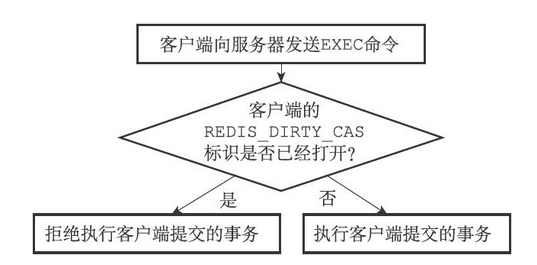 客户端向服务器发送EXEC命令
客户端的
REDIS_DIRTY_CAS
标识是否已经打开?
是
否
拒绝执行客户端提交的事务
执行客户端提交的事务